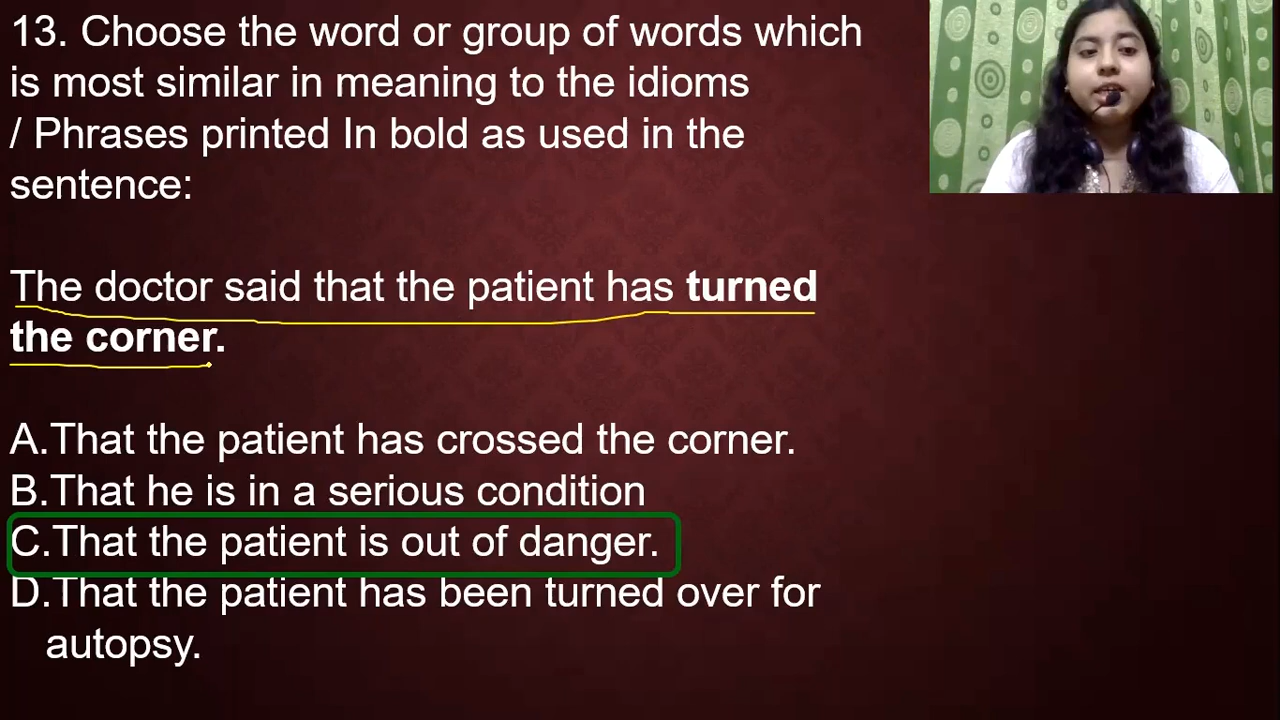 13. Choose the word or group of words which
is most similar in meaning to the idioms
/ Phrases printed In bold as used in the
sentence:
The doctor said that the patient has turned
the corner.
A.That the patient has crossed the corner.
B.That he is in a serious condition
C.That the patient is out of danger.
D.That the patient has been turned over for
autopsy.